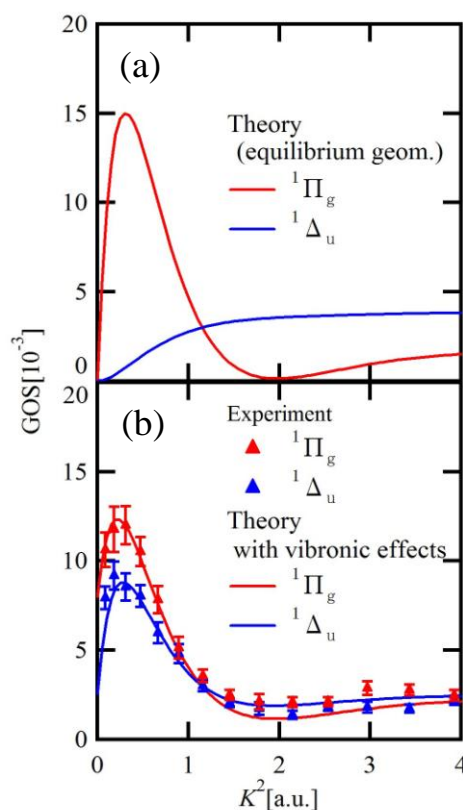 20
(a)
15
Theory
(equilibrium geom.)
¹Πg
¹Δu
10
5
0
GOS[10⁻³]
20
(b)
Experiment
¹Πg
¹Δu
15
Theory
with vibronic effects
¹Πg
¹Δu
10
5
0
0 1 2 3 4
K²[a.u.]